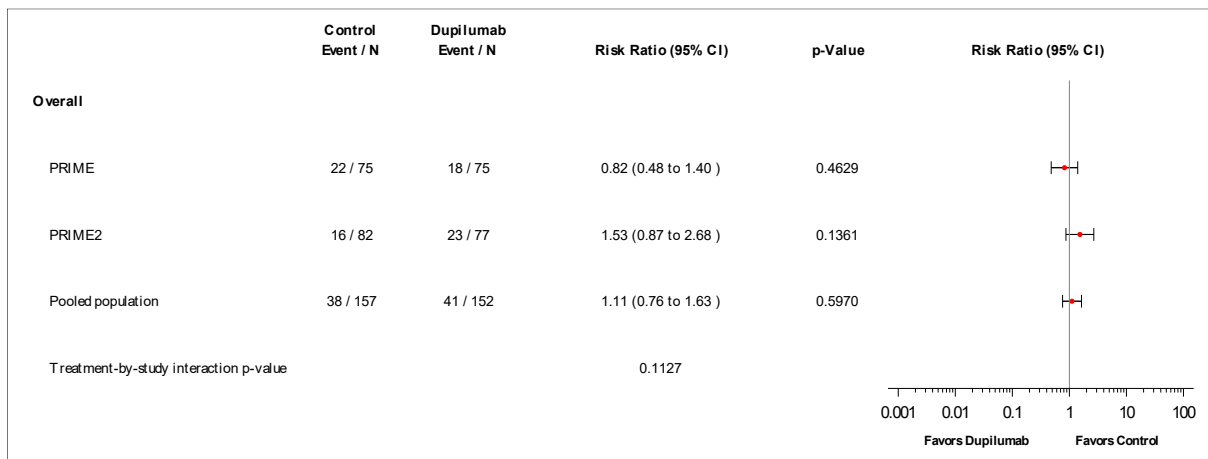 Control Dupilumab
Event / N Event / N Risk Ratio (95% CI) p-Value Risk Ratio (95% CI)
Overall
PRIME 22 / 75 18 / 75 0.82 (0.48 to 1.40 ) 0.4629
PRIME2 16 / 82 23 / 77 1.53 (0.87 to 2.68 ) 0.1361
Pooled population 38 / 157 41 / 152 1.11 (0.76 to 1.63 ) 0.5970
Treatment-by-study interaction p-value 0.1127
0.001 0.01 0.1 1 10 100
Favors Dupilumab Favors Control